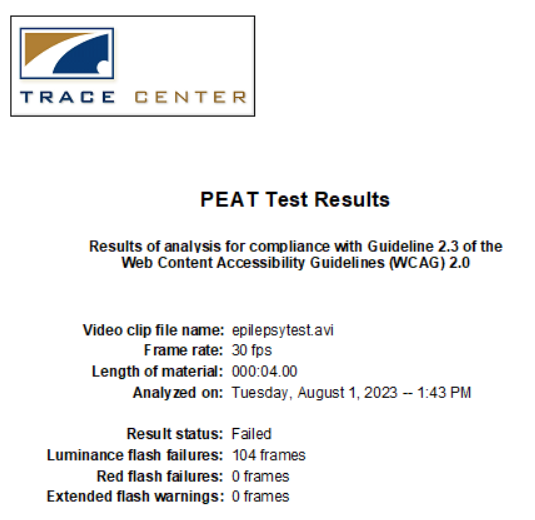 TRACE CENTER
PEAT Test Results
Results of analysis for compliance with Guideline 2.3 of the
Web Content Accessibility Guidelines (WCAG) 2.0
Video clip file name: epilepsytest.avi
Frame rate: 30 fps
Length of material: 000:04.00
Analyzed on: Tuesday, August 1, 2023 -- 1:43 PM
Result status: Failed
Luminance flash failures: 104 frames
Red flash failures: 0 frames
Extended flash warnings: 0 frames